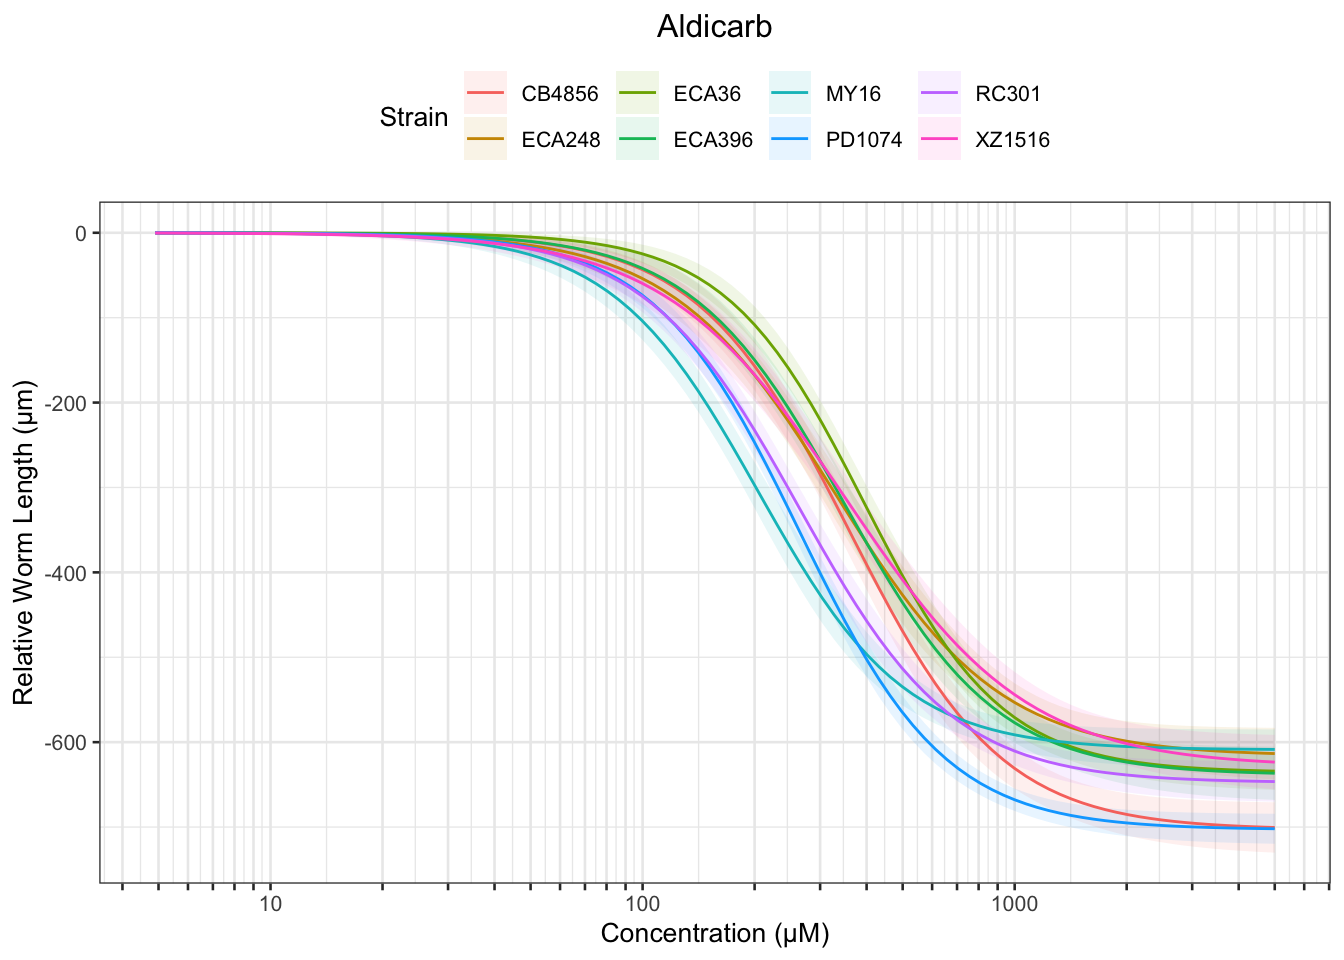 Aldicarb
Strain
CB4856 ECA36 MY16 RC301
ECA248 ECA396 PD1074 XZ1516
Relative Worm Length (µm)
0
-200
-400
-600
10 100 1000
Concentration (µM)